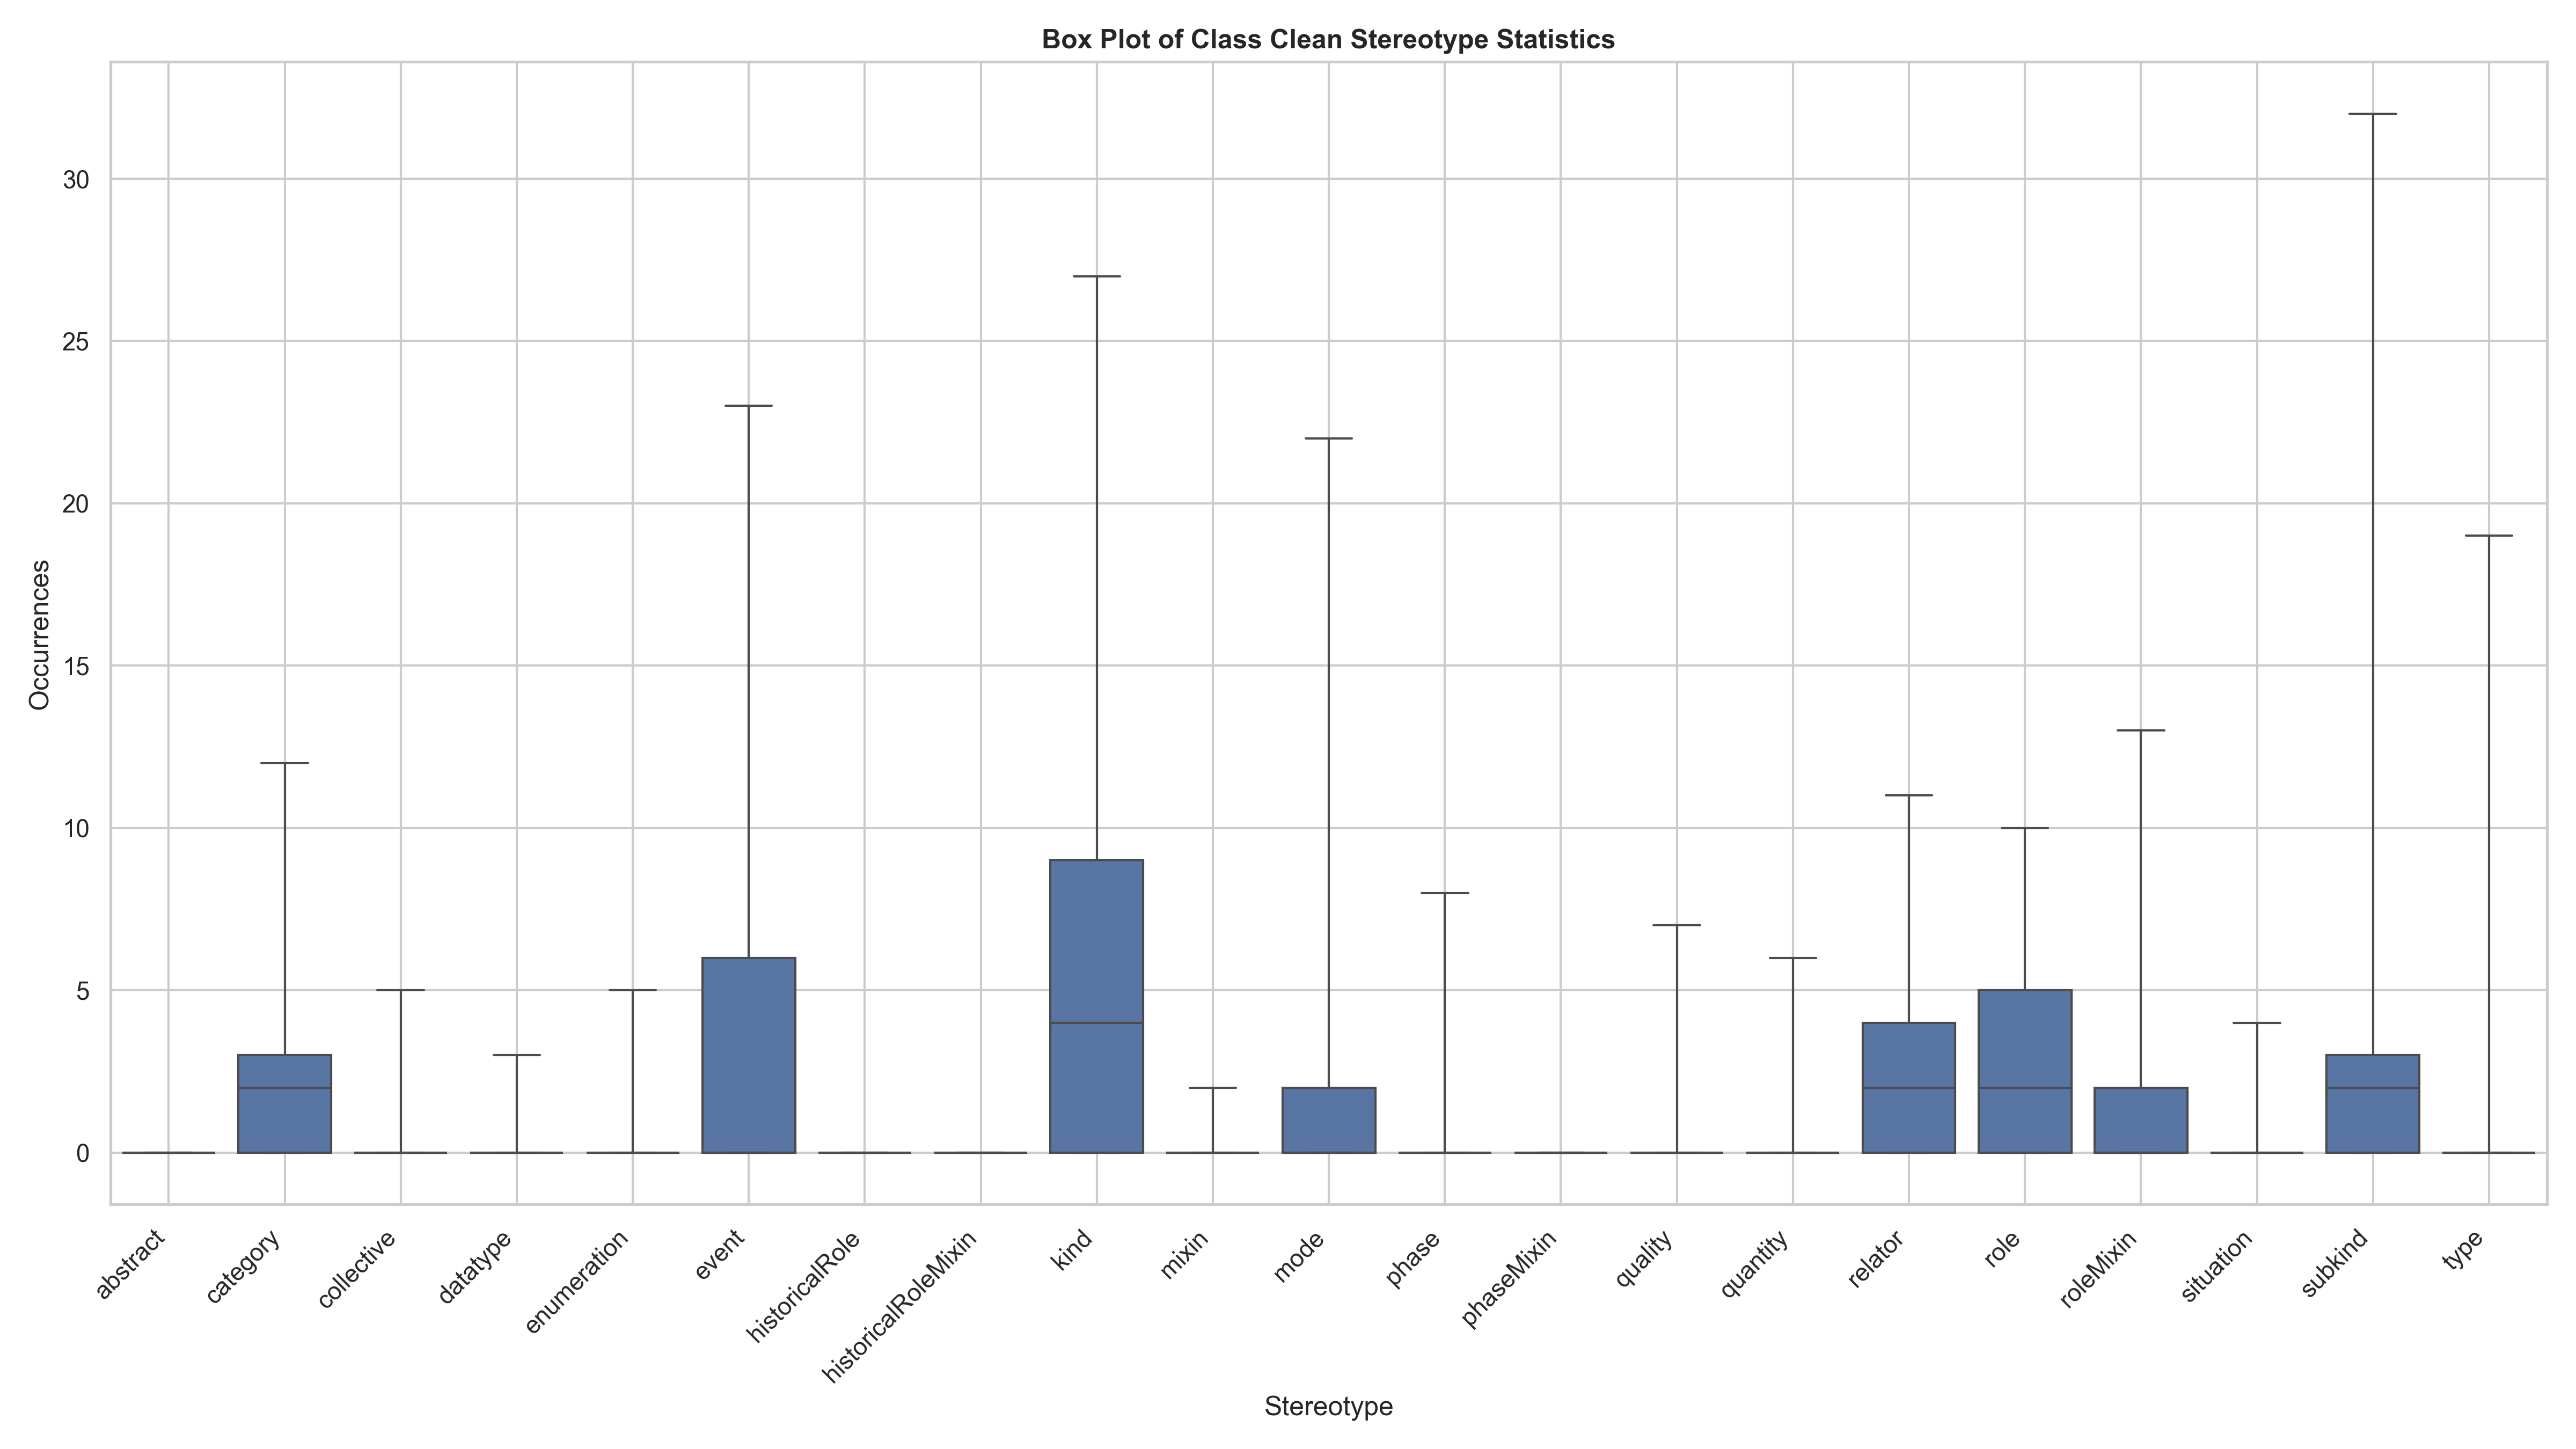 Box Plot of Class Clean Stereotype Statistics
Occurrences
30
25
20
15
10
5
0
abstract
category
collective
datatype
enumeration
event
historicalRole
historicalRoleMixin
kind
mixin
mode
phase
phaseMixin
quality
quantity
relator
role
roleMixin
situation
subkind
type
Stereotype